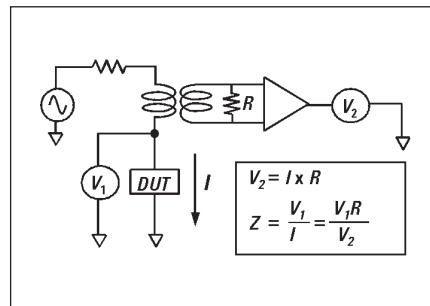 R
V₂
V₁
DUT
I
V₂ = I x R
Z = V₁/I = V₁R/V₂